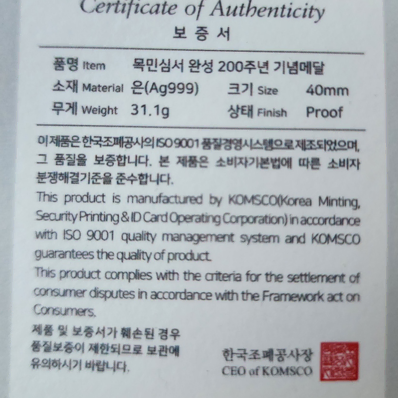 Certificate of Authenticity
보 증 서
품명 Item 목민심서 완성 200주년 기념메달
소재 Material 은(Ag999) 크기 Size 40mm
무게 Weight 31.1g 상태 Finish Proof
이 제품은 한국조폐공사의 ISO 9001 품질경영시스템으로 제조되었으며,
그 품질을 보증합니다. 본 제품은 소비자기본법에 따른 소비자
분쟁해결기준을 준수합니다.
This product is manufactured by KOMSCO(Korea Minting,
Security Printing & ID Card Operating Corporation) in accordance
with ISO 9001 quality management system and KOMSCO
guarantees the quality of product.
This product complies with the criteria for the settlement of
consumer disputes in accordance with the Framework act on
Consumers.
제품 및 보증서가 훼손된 경우
품질보증이 제한되므로 보관에
유의하시기 바랍니다.
한국조폐공사장
CEO of KOMSCO